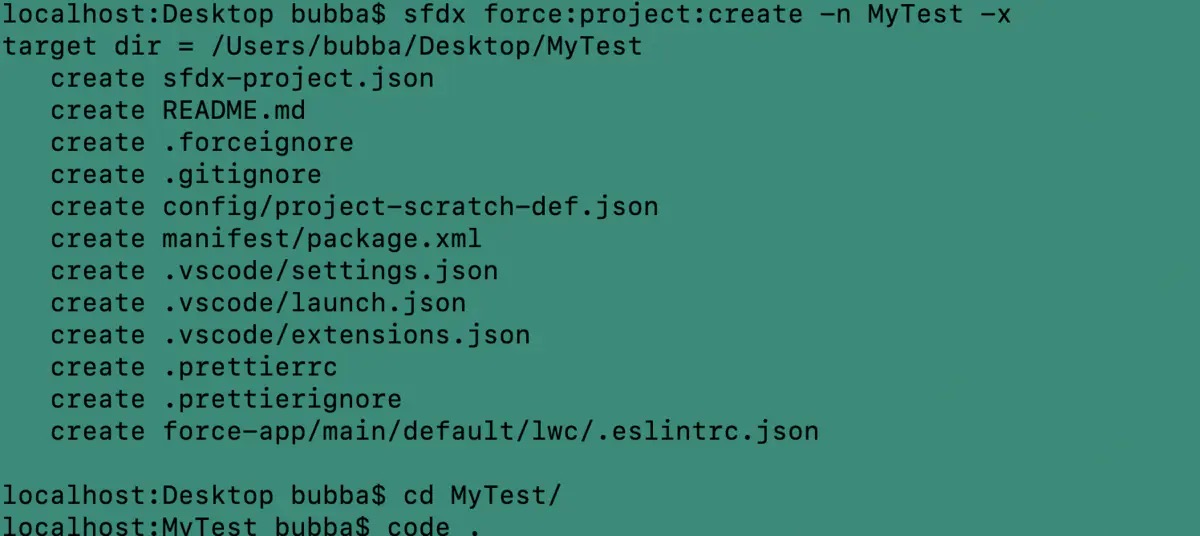 localhost:Desktop bubba$ sfdx force:project:create -n MyTest -x
target dir = /Users/bubba/Desktop/MyTest
   create sfdx-project.json
   create README.md
   create .forceignore
   create .gitignore
   create config/project-scratch-def.json
   create manifest/package.xml
   create .vscode/settings.json
   create .vscode/launch.json
   create .vscode/extensions.json
   create .prettierrc
   create .prettierignore
   create force-app/main/default/lwc/.eslintrc.json
localhost:Desktop bubba$ cd MyTest/
localhost:MyTest bubba$ code .